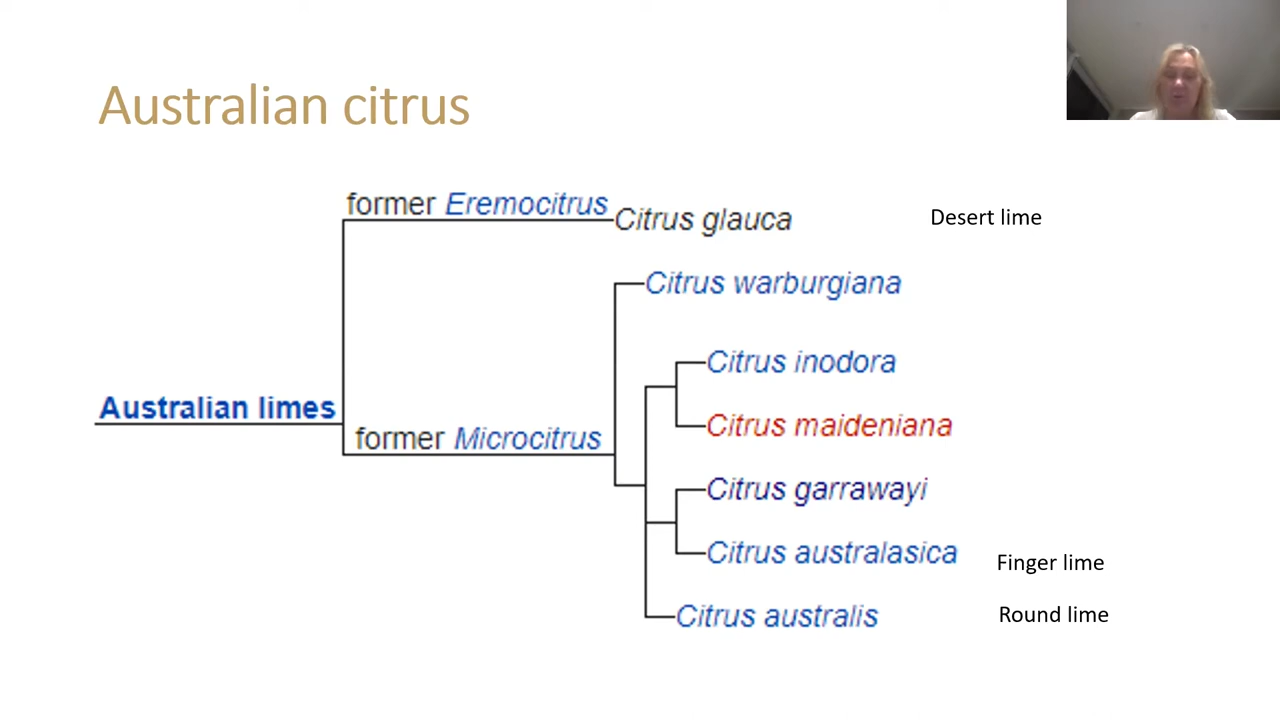 Australian citrus
former Eremocitrus
Citrus glauca
Desert lime
Citrus warburgiana
Citrus inodora
Australian limes
Citrus maideniana
former Microcitrus
Citrus garrawayi
Citrus australasica
Finger lime
Citrus australis
Round lime